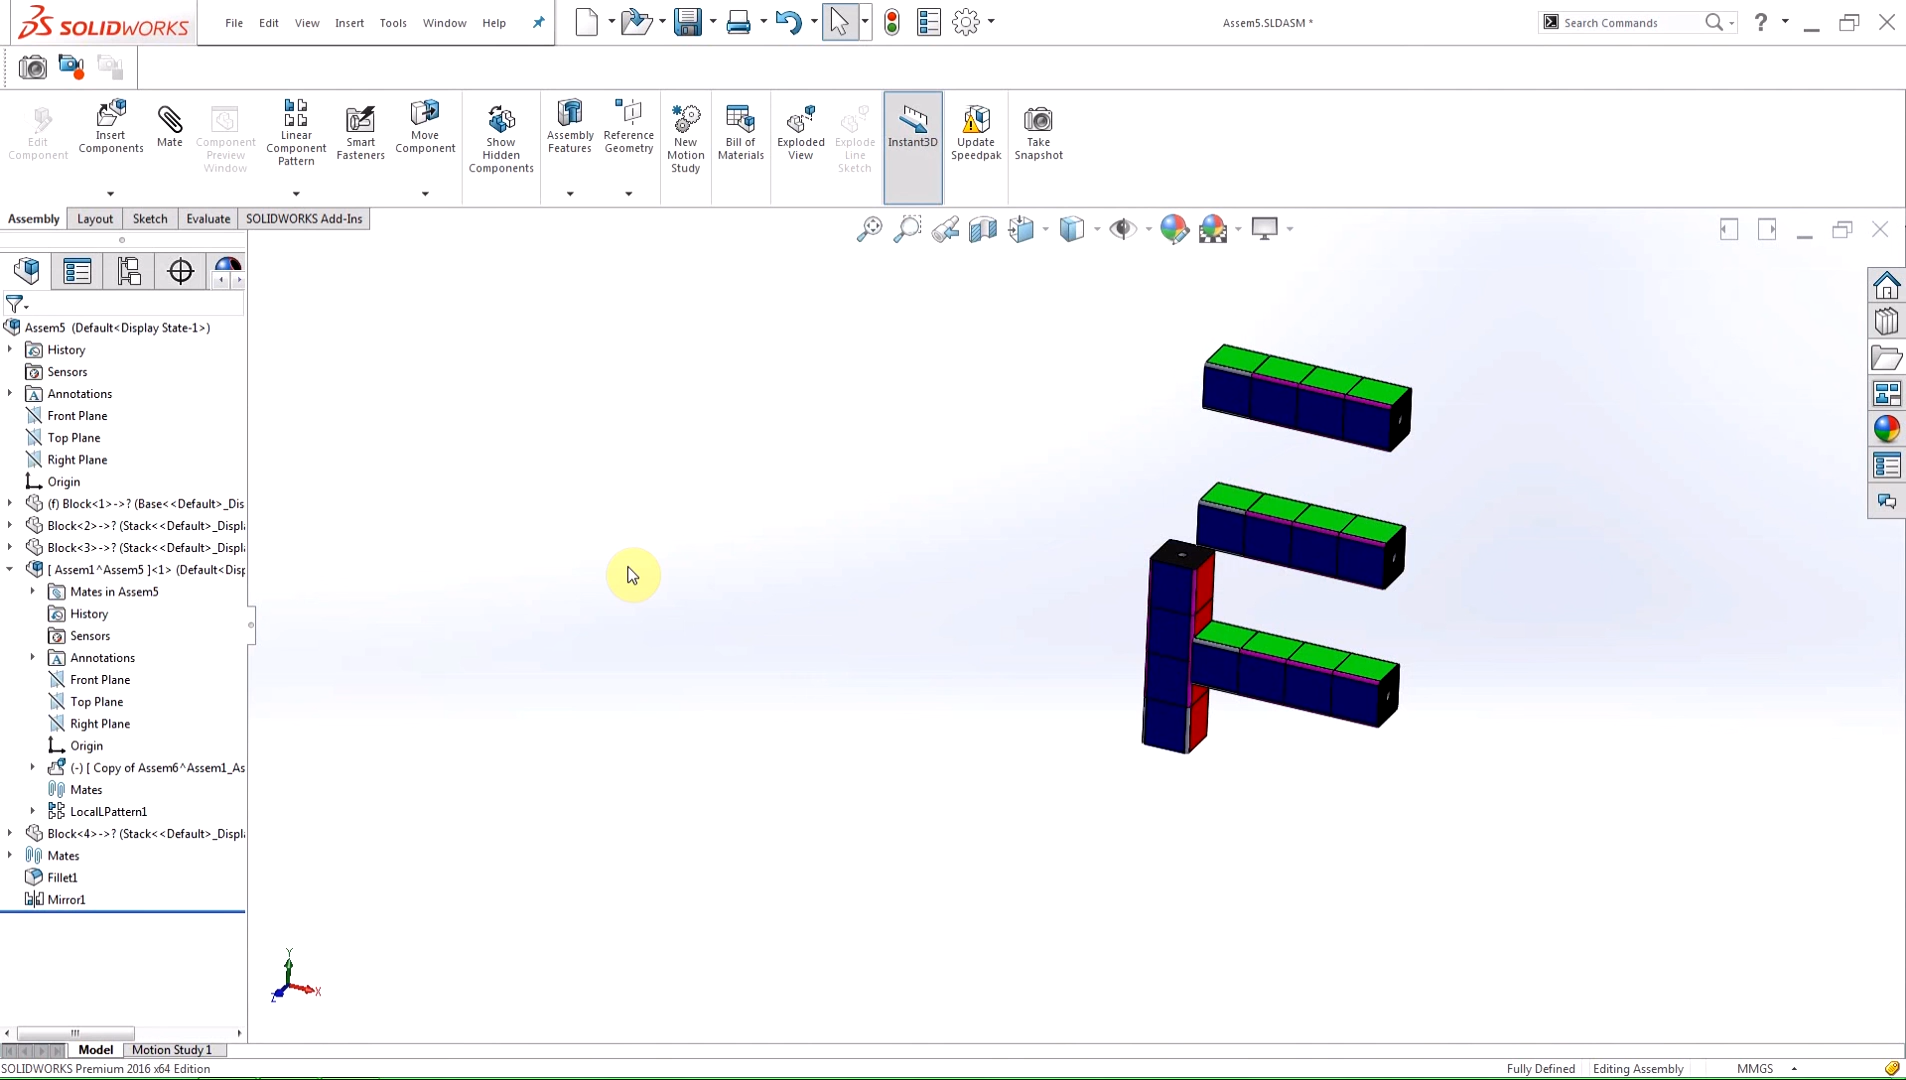 SOLIDWORKS
File Edit View Insert Tools Window Help
Assem5.SLDASM *
Search Commands
Edit Component
Insert Components
Mate
Component Preview Window
Linear Component Pattern
Smart Fasteners
Move Component
Show Hidden Components
Assembly Features
Reference Geometry
New Motion Study
Bill of Materials
Exploded View
Explode Line Sketch
Instant3D
Update Speedpak
Take Snapshot
Assembly Layout Sketch Evaluate SOLIDWORKS Add-Ins
Assem5 (Default<Display State-1>)
History
Sensors
Annotations
Front Plane
Top Plane
Right Plane
Origin
(f) Block<1>->? (Base<<Default>_Dis
Block<2>->? (Stack<<Default>_Displ
Block<3>->? (Stack<<Default>_Displ
[ Assem1^Assem5 ]<1> (Default<Disp
Mates in Assem5
History
Sensors
Annotations
Front Plane
Top Plane
Right Plane
Origin
(-) [ Copy of Assem6^Assem1_As
Mates
LocalLPattern1
Block<4>->? (Stack<<Default>_Displ
Mates
Fillet1
Mirror1
Y
Z X
Model Motion Study 1
SOLIDWORKS Premium 2016 x64 Edition
Fully Defined Editing Assembly MMGS